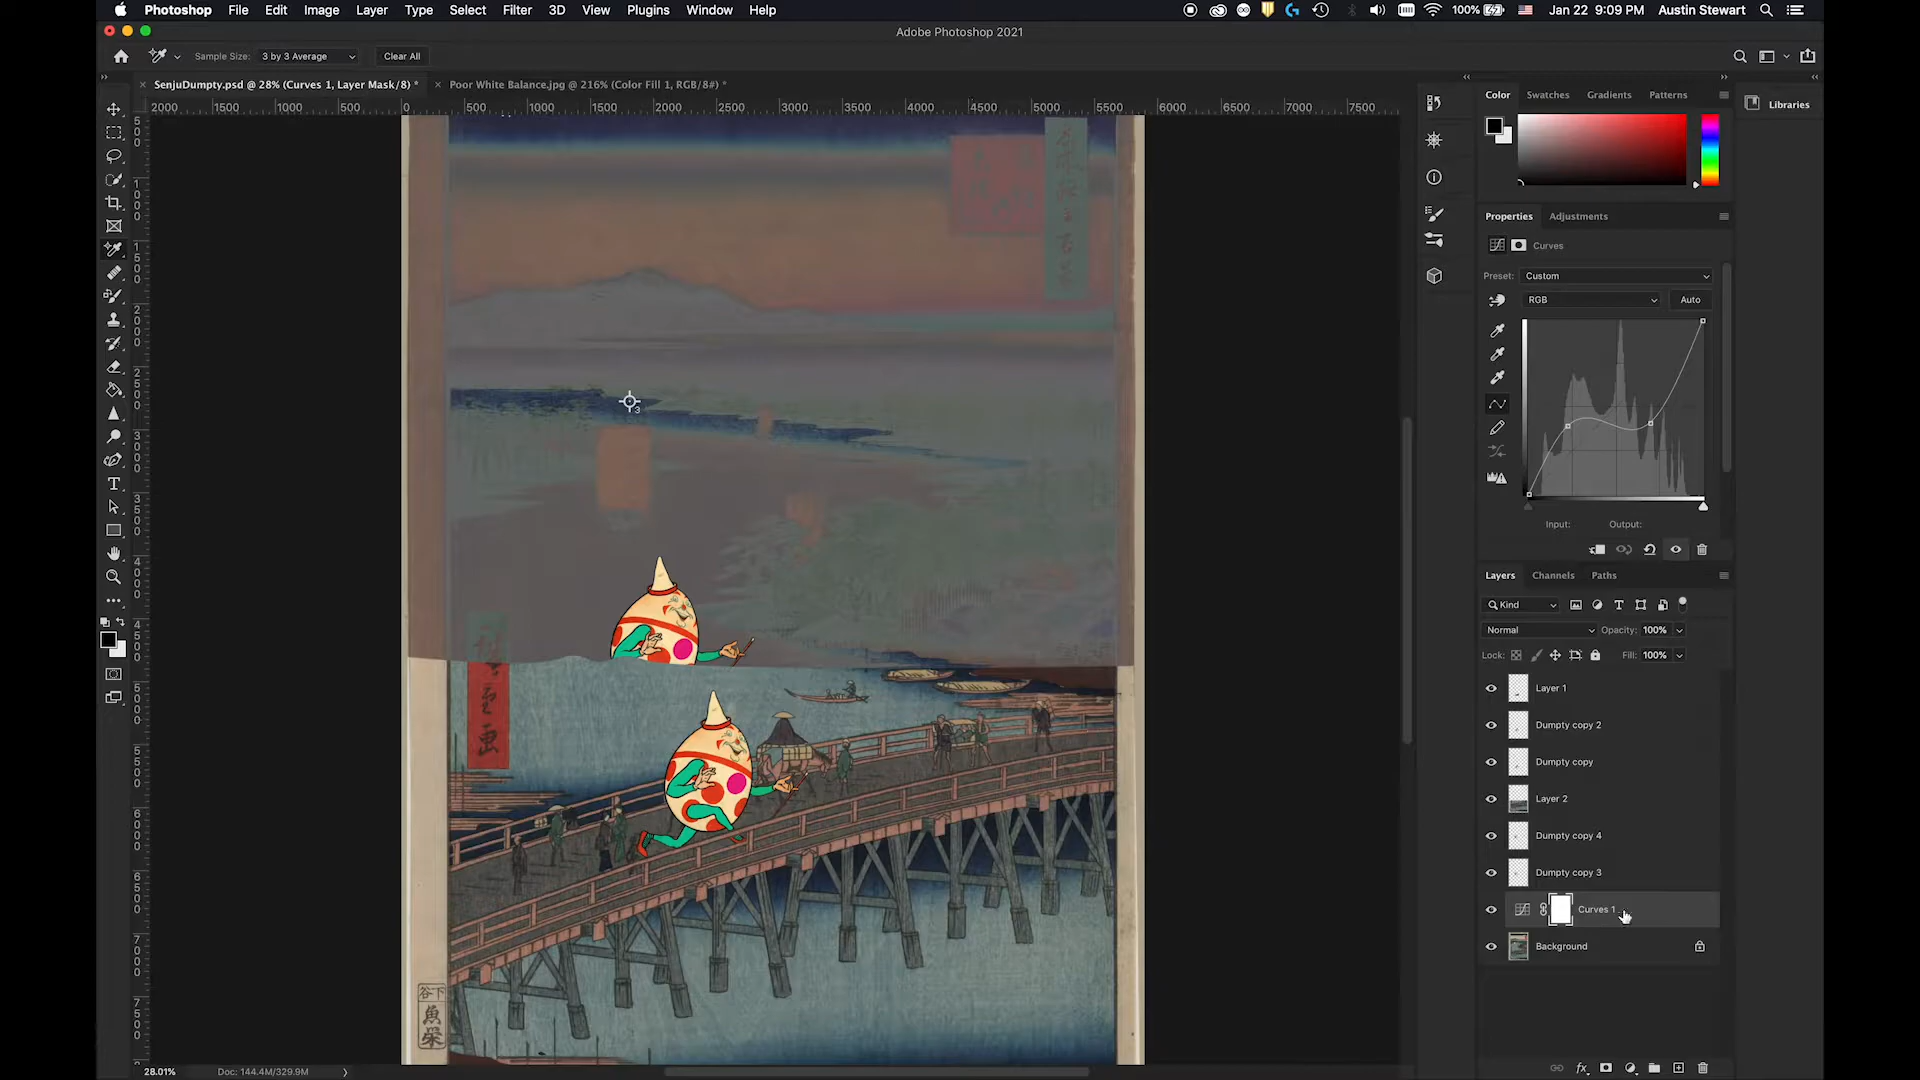 Photoshop File Edit Image Layer Type Select Filter 3D View Plugins Window Help 100% Jan 22 9:09 PM Austin Stewart
Adobe Photoshop 2021
Sample Size: 3 by 3 Average Clear All
SenjuDumpty.psd @ 28% (Curves 1, Layer Mask/8) * Poor White Balance.jpg @ 216% (Color Fill 1, RGB/8#) *
2000 1500 1000 500 0 500 1000 1500 2000 2500 3000 3500 4000 4500 5000 5500 6000 6500 7000 7500
Color Swatches Gradients Patterns
Libraries
Properties Adjustments
Curves
Preset: Custom
RGB Auto
Input: Output:
Layers Channels Paths
Kind
Normal Opacity: 100%
Lock: Fill: 100%
Layer 1
Dumpty copy 2
Dumpty copy
Layer 2
Dumpty copy 4
Dumpty copy 3
Curves 1
Background
3
画
谷下
魚
栄
28.01% Doc: 144.4M/329.9M